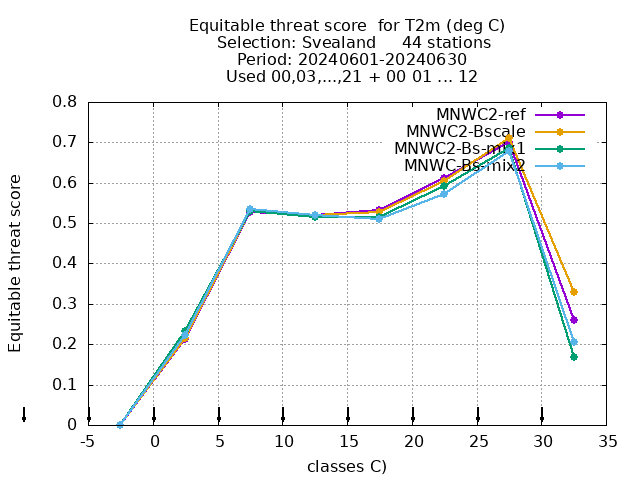 Equitable threat score  for T2m (deg C)
Selection: Svealand     44 stations
Period: 20240601-20240630
Used 00,03,...,21 + 00 01 ... 12
MNWC2-ref
MNWC2-Bscale
MNWC2-Bs-mix1
MNWC-Bs-mix2
Equitable threat score
0.8
0.7
0.6
0.5
0.4
0.3
0.2
0.1
0
-5 0 5 10 15 20 25 30 35
classes C)